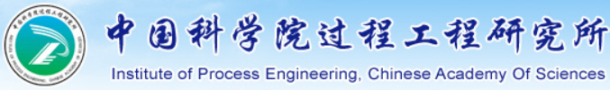 中国科学院过程工程研究所
Institute of Process Engineering, Chinese Academy Of Sciences